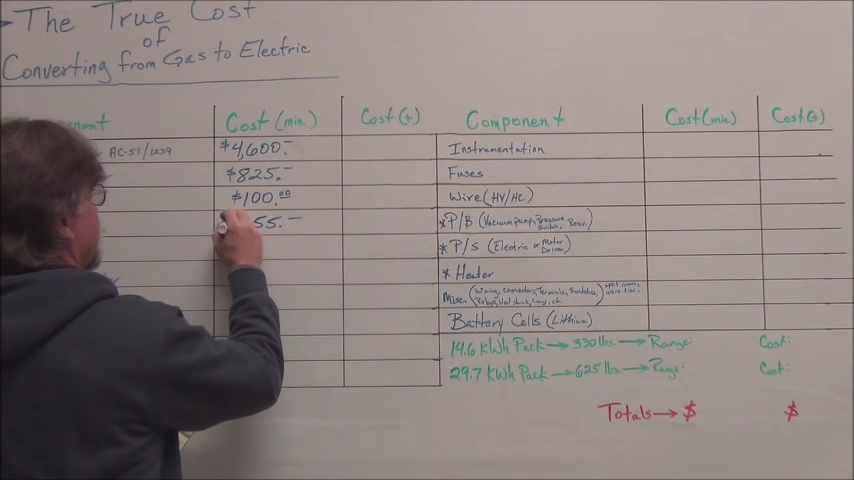 The True Cost
of
Converting from Gas to Electric
Cost (min.)
Cost (+)
Component
Cost (min)
Cost (+)
AC-51/1239
$4,600.-
Instrumentation
$825.-
Fuses
$100.00
Wire (HV/HC)
55.-
*P/B (Vacuum pump, Pressure Switch, Resv.)
*P/S (Electric or Motor Driven)
* Heater
Misc. (Wiring, connectors, Terminals, Switches,
Relays, Heat shrink, Lugs, etc.)
Battery Cells (Lithium)
14.6 KWh Pack → 330 lbs → Range: Cost:
29.7 KWh Pack → 625 lbs → Range: Cost:
Totals → $ $